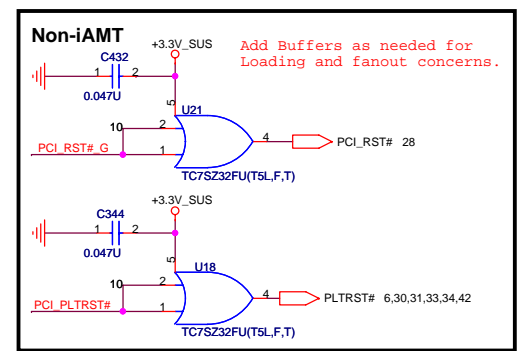 Non-iAMT
+3.3V_SUS
Add Buffers as needed for
Loading and fanout concerns.
C432
1 2
0.047U
5
U21
10
2
4
PCI_RST# 28
PCI_RST#_G
1
TC7SZ32FU(T5L,F,T)
+3.3V_SUS
C344
1 2
0.047U
5
U18
10
2
4
PLTRST# 6,30,31,33,34,42
PCI_PLTRST#
1
TC7SZ32FU(T5L,F,T)